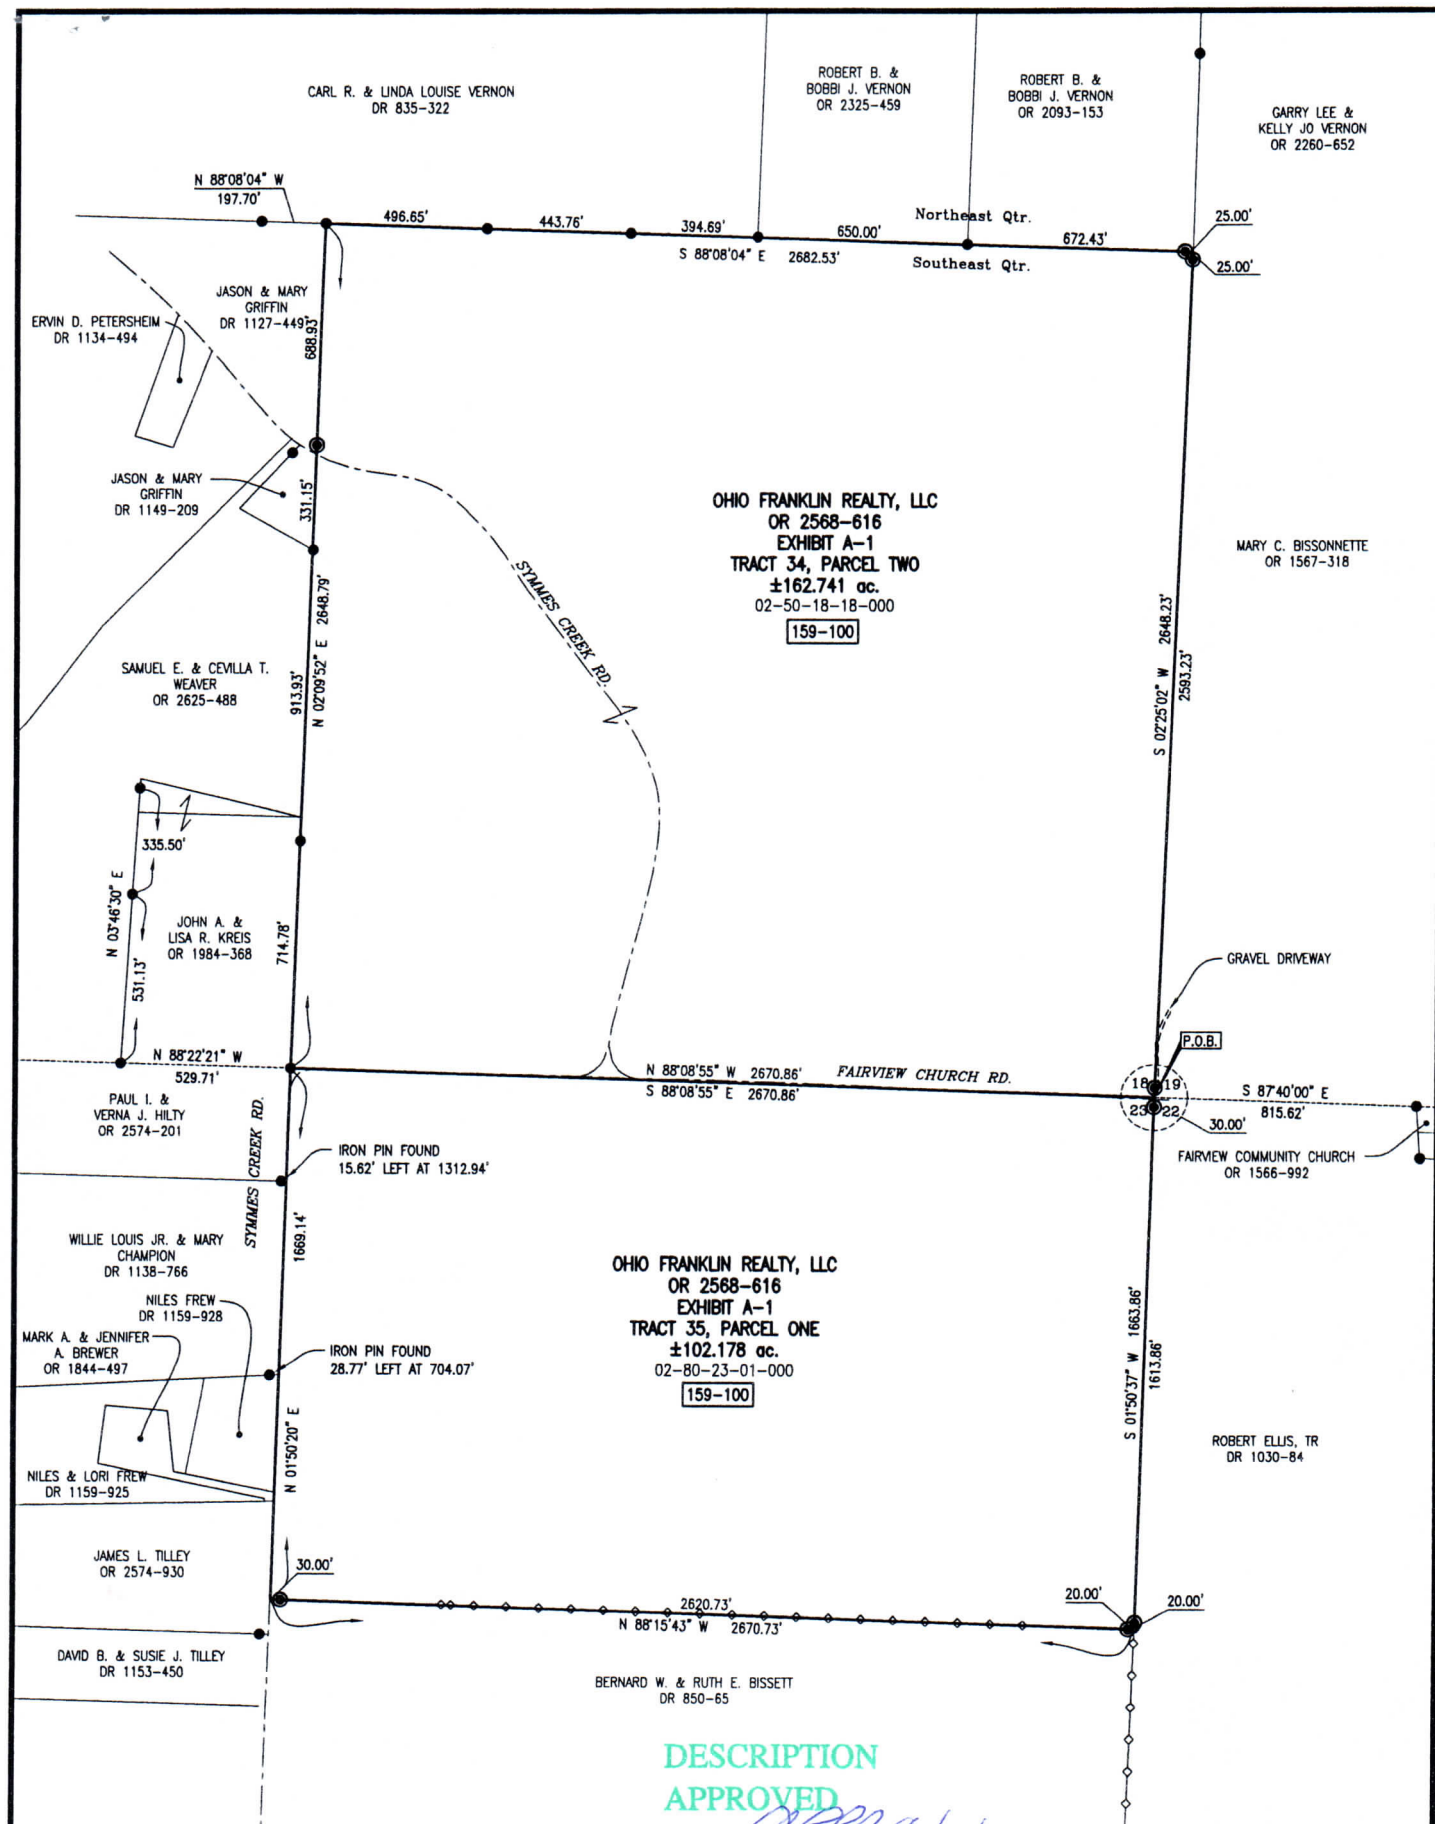 CARL R. & LINDA LOUISE VERNON
DR 835-322
ROBERT B. &
BOBBI J. VERNON
OR 2325-459
ROBERT B. &
BOBBI J. VERNON
OR 2093-153
GARRY LEE &
KELLY JO VERNON
OR 2260-652
N 88°08'04" W
197.70'
496.65'
443.76'
394.69'
650.00'
Northeast Qtr.
672.43'
25.00'
S 88°08'04" E 2682.53'
Southeast Qtr.
25.00'
JASON & MARY
GRIFFIN
DR 1127-449
688.93'
ERVIN D. PETERSHEIM
DR 1134-494
JASON & MARY
GRIFFIN
DR 1149-209
331.15'
OHIO FRANKLIN REALTY, LLC
OR 2568-616
EXHIBIT A-1
TRACT 34, PARCEL TWO
±162.741 ac.
02-50-18-18-000
159-100
MARY C. BISSONNETTE
OR 1567-318
SYMMES CREEK RD.
N 02°09'52" E 2648.79'
913.93'
S 02°25'02" W 2648.23'
2593.23'
SAMUEL E. & CEVILLA T.
WEAVER
OR 2625-488
335.50'
N 03°46'30" E
531.13'
JOHN A. &
LISA R. KREIS
OR 1984-368
714.78'
GRAVEL DRIVEWAY
P.O.B.
N 88°22'21" W
529.71'
N 88°08'55" W 2670.86'
FAIRVIEW CHURCH RD.
S 88°08'55" E 2670.86'
18 19
23 22
S 87°40'00" E
815.62'
30.00'
PAUL I. &
VERNA J. HILTY
OR 2574-201
SYMMES CREEK RD.
IRON PIN FOUND
15.62' LEFT AT 1312.94'
FAIRVIEW COMMUNITY CHURCH
OR 1566-992
1669.14'
WILLIE LOUIS JR. & MARY
CHAMPION
DR 1138-766
OHIO FRANKLIN REALTY, LLC
OR 2568-616
EXHIBIT A-1
TRACT 35, PARCEL ONE
±102.178 ac.
02-80-23-01-000
159-100
NILES FREW
DR 1159-928
MARK A. & JENNIFER
A. BREWER
OR 1844-497
IRON PIN FOUND
28.77' LEFT AT 704.07'
S 01°50'37" W 1663.86'
1613.86'
N 01°50'20" E
ROBERT ELLIS, TR
DR 1030-84
NILES & LORI FREW
DR 1159-925
JAMES L. TILLEY
OR 2574-930
30.00'
2620.73'
N 88°15'43" W 2670.73'
20.00'
20.00'
DAVID B. & SUSIE J. TILLEY
DR 1153-450
BERNARD W. & RUTH E. BISSETT
DR 850-65
DESCRIPTION
APPROVED